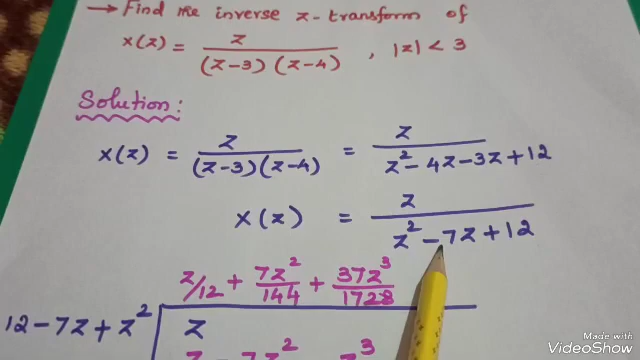 → Find the inverse z-transform of
x(z) = z / (z-3)(z-4) , |z| < 3
Solution:
x(z) = z / (z-3)(z-4) = z / z² - 4z - 3z + 12
x(z) = z / z² - 7z + 12
z/12 + 7z²/144 + 37z³/1728
12 - 7z + z² | z
Made With
VideoShow